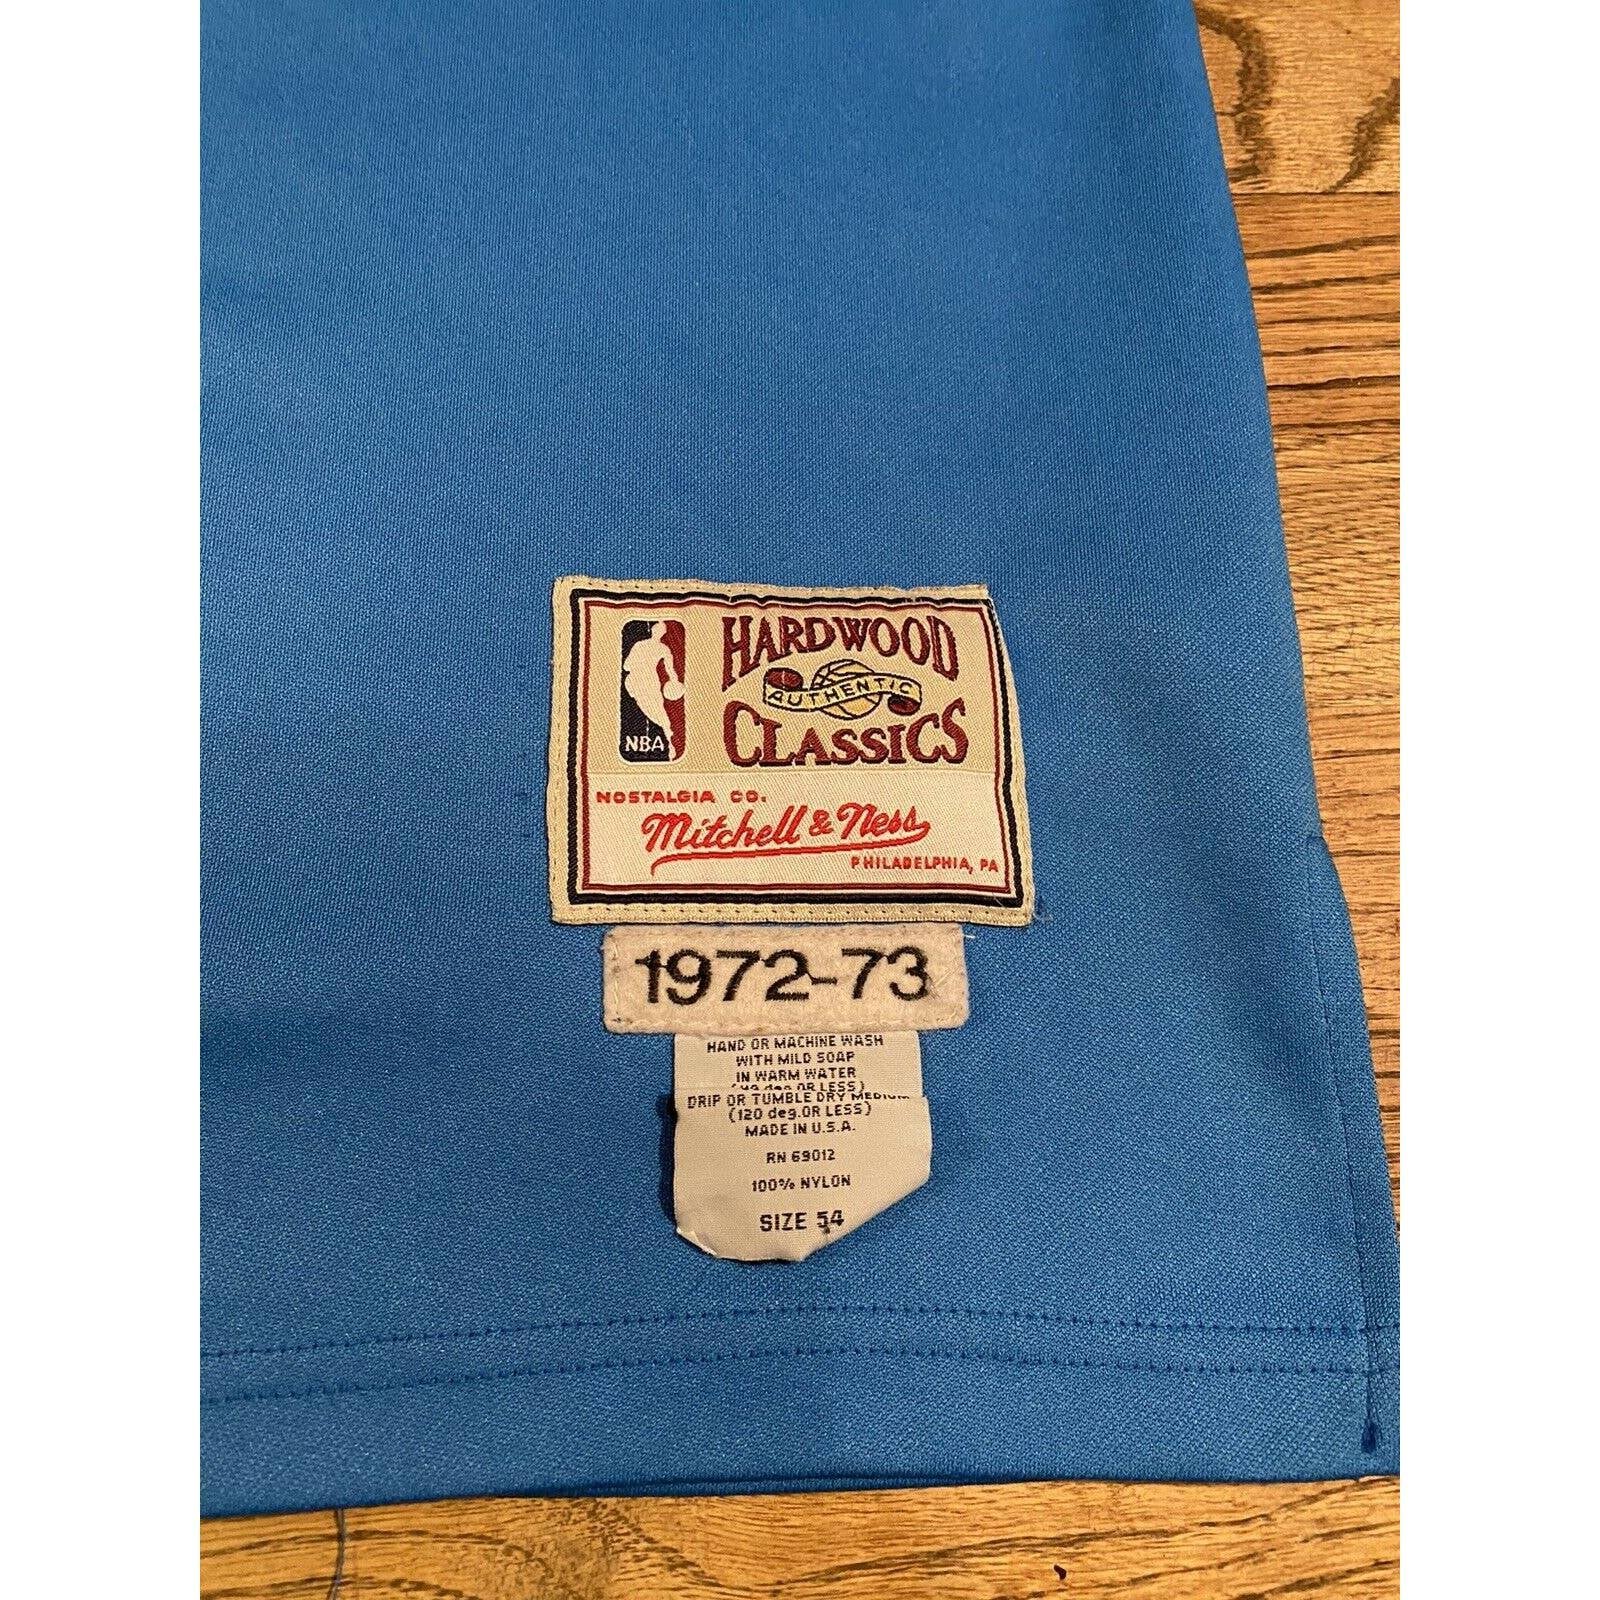 HARDWOOD
AUTHENTIC
CLASSICS
NBA
NOSTALGIA CO.
Mitchell & Ness
PHILADELPHIA, PA
1972-73
HAND OR MACHINE WASH
WITH MILD SOAP
IN WARM WATER
OR LESS)
DRIP OR TUMBLE DRY MEDIUM
(120 deg.OR LESS)
MADE IN U.S.A.
RN 69012
100% NYLON
SIZE 54